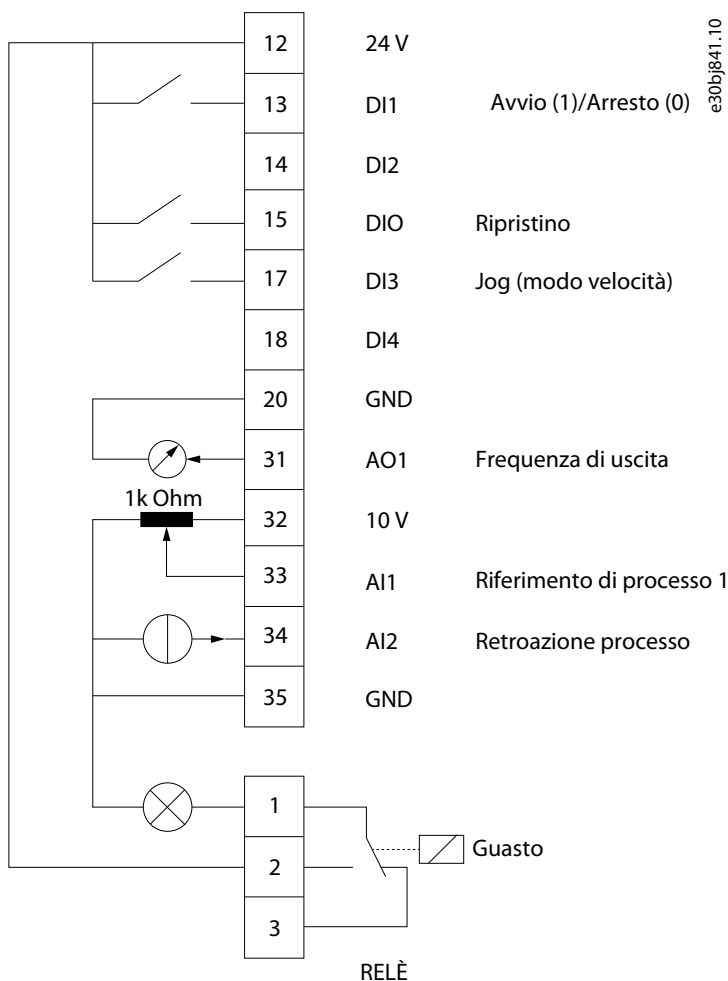 e30bj841.10
12 24 V
13 DI1 Avvio (1)/Arresto (0)
14 DI2
15 DIO Ripristino
17 DI3 Jog (modo velocità)
18 DI4
20 GND
31 AO1 Frequenza di uscita
1k Ohm
32 10 V
33 AI1 Riferimento di processo 1
34 AI2 Retroazione processo
35 GND
1
2 Guasto
3
RELÈ